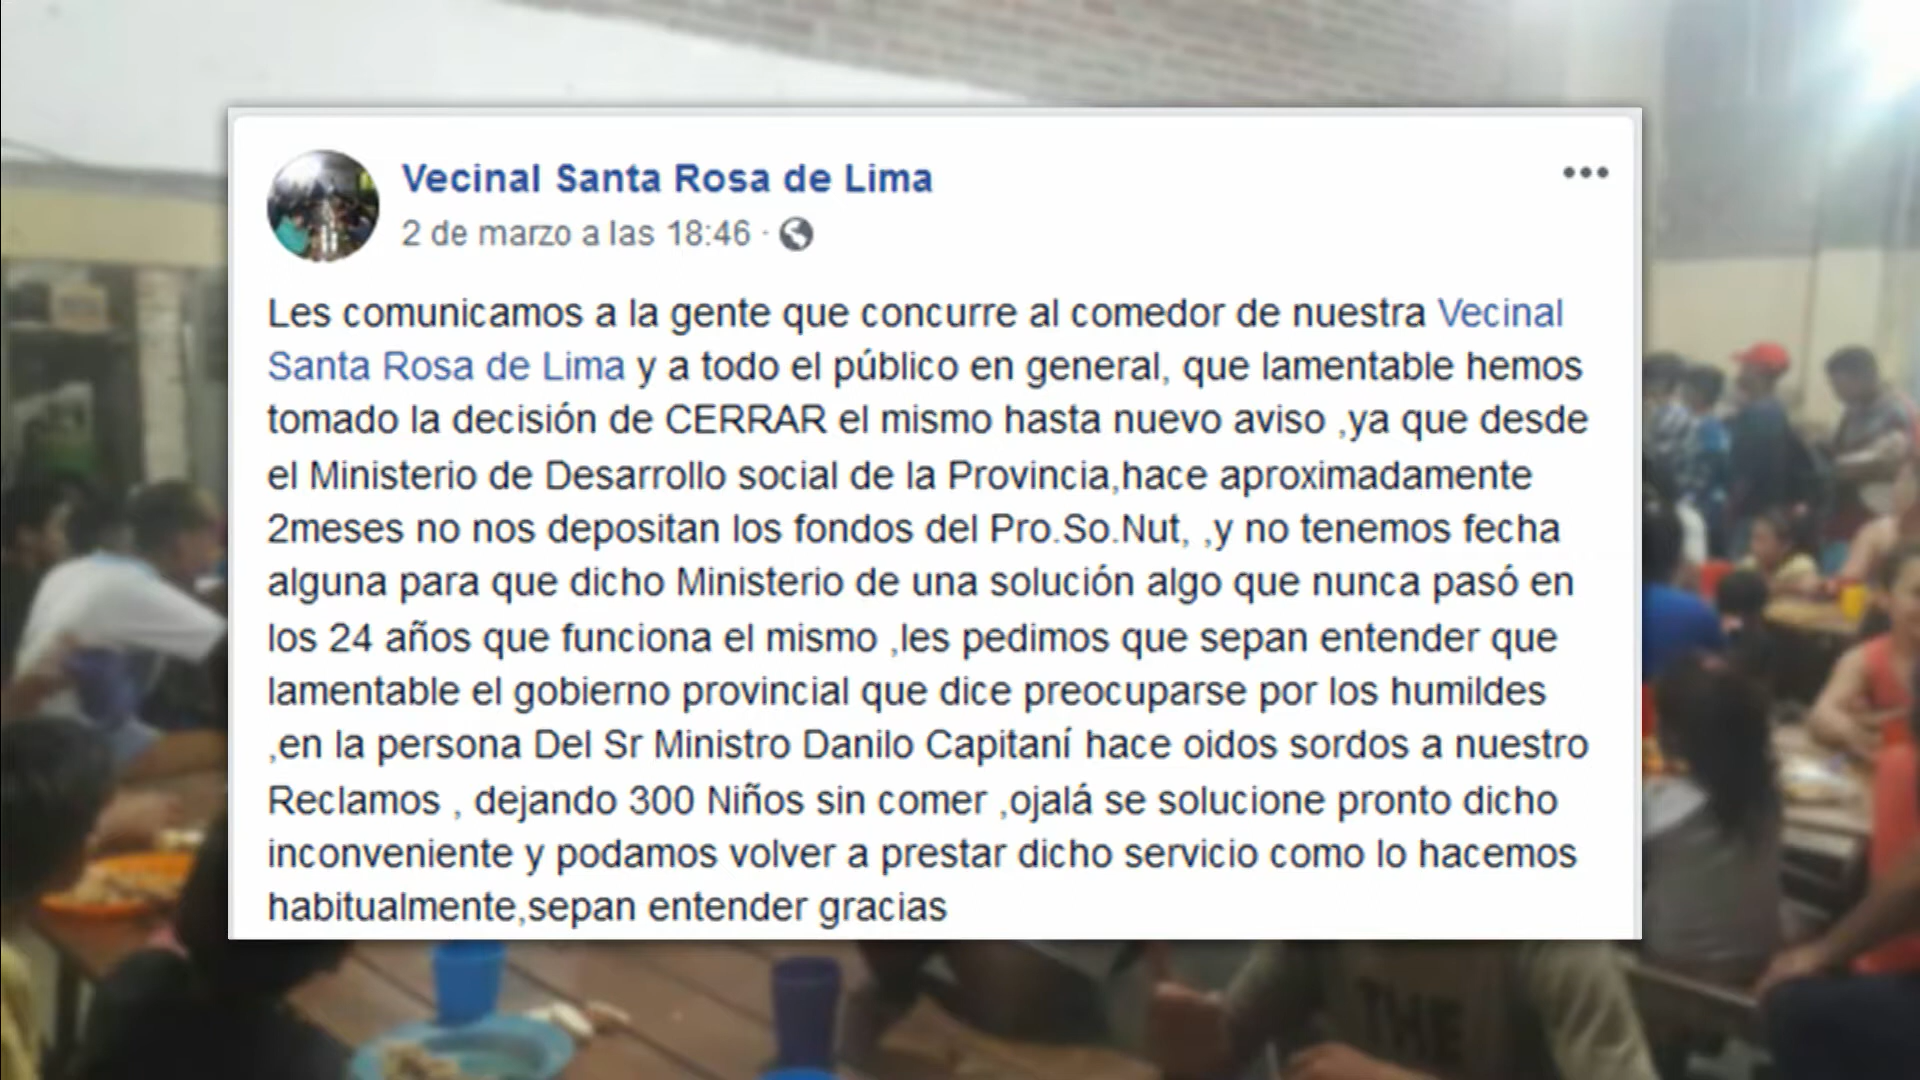 Vecinal Santa Rosa de Lima
2 de marzo a las 18:46 ·
Les comunicamos a la gente que concurre al comedor de nuestra Vecinal
Santa Rosa de Lima y a todo el público en general, que lamentable hemos
tomado la decisión de CERRAR el mismo hasta nuevo aviso ,ya que desde
el Ministerio de Desarrollo social de la Provincia,hace aproximadamente
2meses no nos depositan los fondos del Pro.So.Nut, ,y no tenemos fecha
alguna para que dicho Ministerio de una solución algo que nunca pasó en
los 24 años que funciona el mismo ,les pedimos que sepan entender que
lamentable el gobierno provincial que dice preocuparse por los humildes
,en la persona Del Sr Ministro Danilo Capitaní hace oidos sordos a nuestro
Reclamos , dejando 300 Niños sin comer ,ojalá se solucione pronto dicho
inconveniente y podamos volver a prestar dicho servicio como lo hacemos
habitualmente,sepan entender gracias
THE